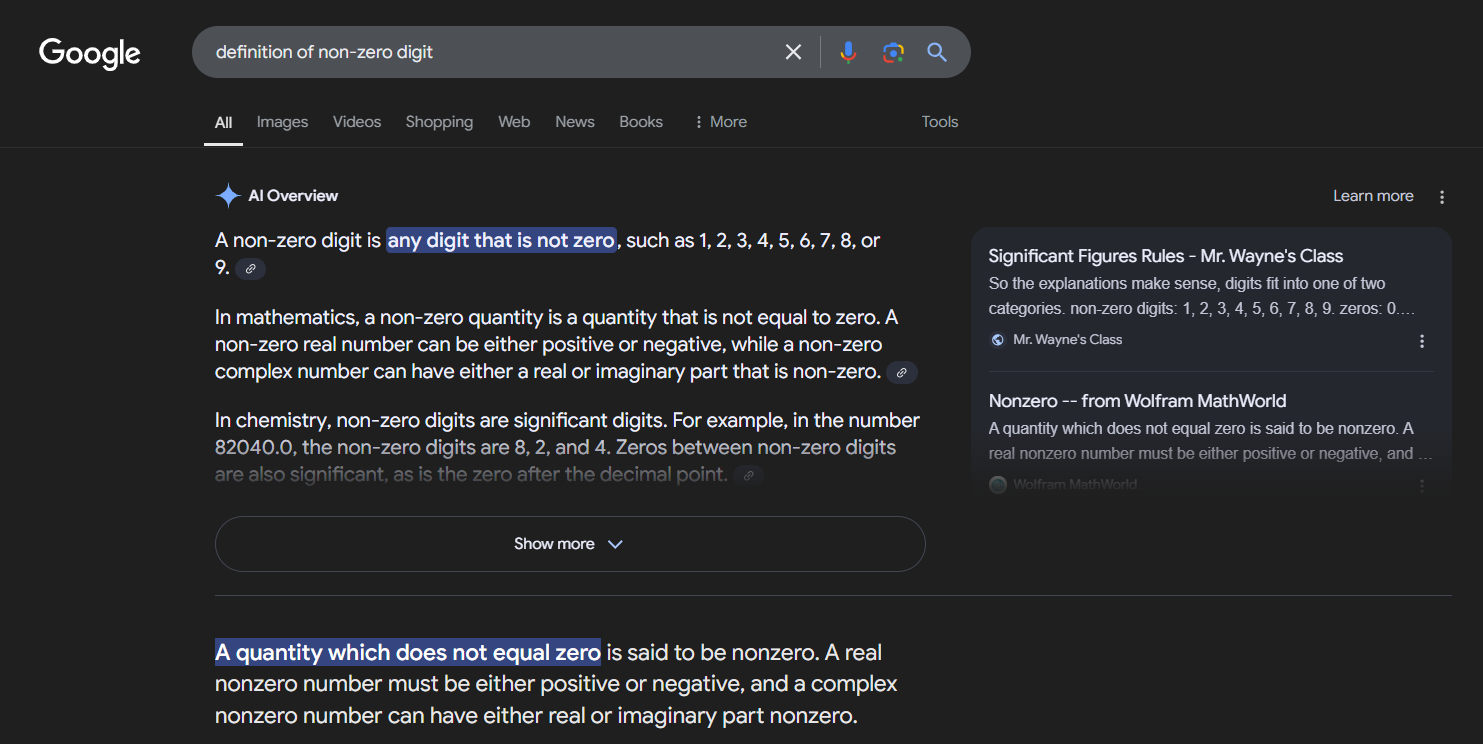 Google
definition of non-zero digit
All Images Videos Shopping Web News Books More Tools
AI Overview
Learn more
A non-zero digit is any digit that is not zero, such as 1, 2, 3, 4, 5, 6, 7, 8, or
9.
In mathematics, a non-zero quantity is a quantity that is not equal to zero. A
non-zero real number can be either positive or negative, while a non-zero
complex number can have either a real or imaginary part that is non-zero.
In chemistry, non-zero digits are significant digits. For example, in the number
82040.0, the non-zero digits are 8, 2, and 4. Zeros between non-zero digits
are also significant, as is the zero after the decimal point.
Show more
Significant Figures Rules - Mr. Wayne's Class
So the explanations make sense, digits fit into one of two
categories. non-zero digits: 1, 2, 3, 4, 5, 6, 7, 8, 9. zeros: 0....
Mr. Wayne's Class
Nonzero -- from Wolfram MathWorld
A quantity which does not equal zero is said to be nonzero. A
real nonzero number must be either positive or negative, and ...
Wolfram MathWorld
A quantity which does not equal zero is said to be nonzero. A real
nonzero number must be either positive or negative, and a complex
nonzero number can have either real or imaginary part nonzero.